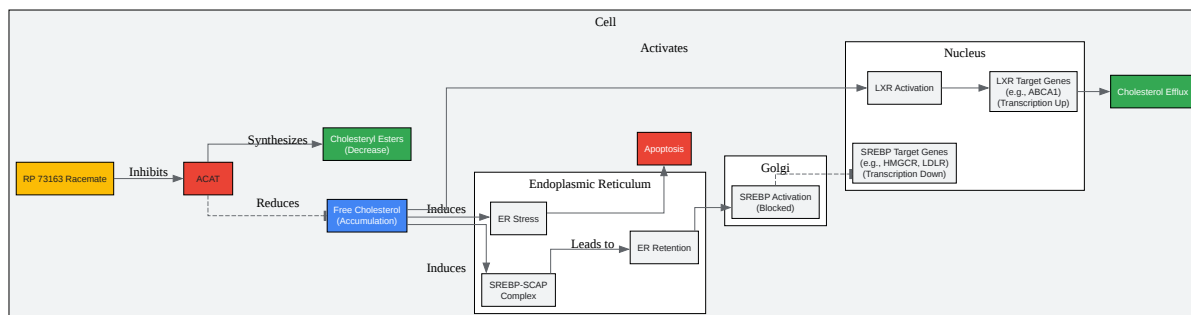 Cell
Activates
Nucleus
LXR Activation
LXR Target Genes
(e.g., ABCA1)
(Transcription Up)
Cholesterol Efflux
Synthesizes
Cholesteryl Esters
(Decrease)
Apoptosis
SREBP Target Genes
(e.g., HMGCR, LDLR)
(Transcription Down)
RP 73163 Racemate
Inhibits
ACAT
Golgi
Endoplasmic Reticulum
SREBP Activation
(Blocked)
Reduces
Free Cholesterol
(Accumulation)
Induces
ER Stress
Leads to
ER Retention
Induces
SREBP-SCAP
Complex